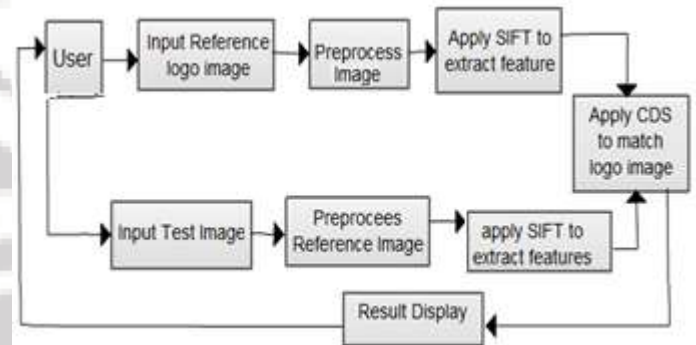 User
Input Reference
logo image
Preprocess
Image
Apply SIFT to
extract feature
Apply CDS
to match
logo image
Input Test Image
Preprocees
Reference Image
apply SIFT to
extract features
Result Display